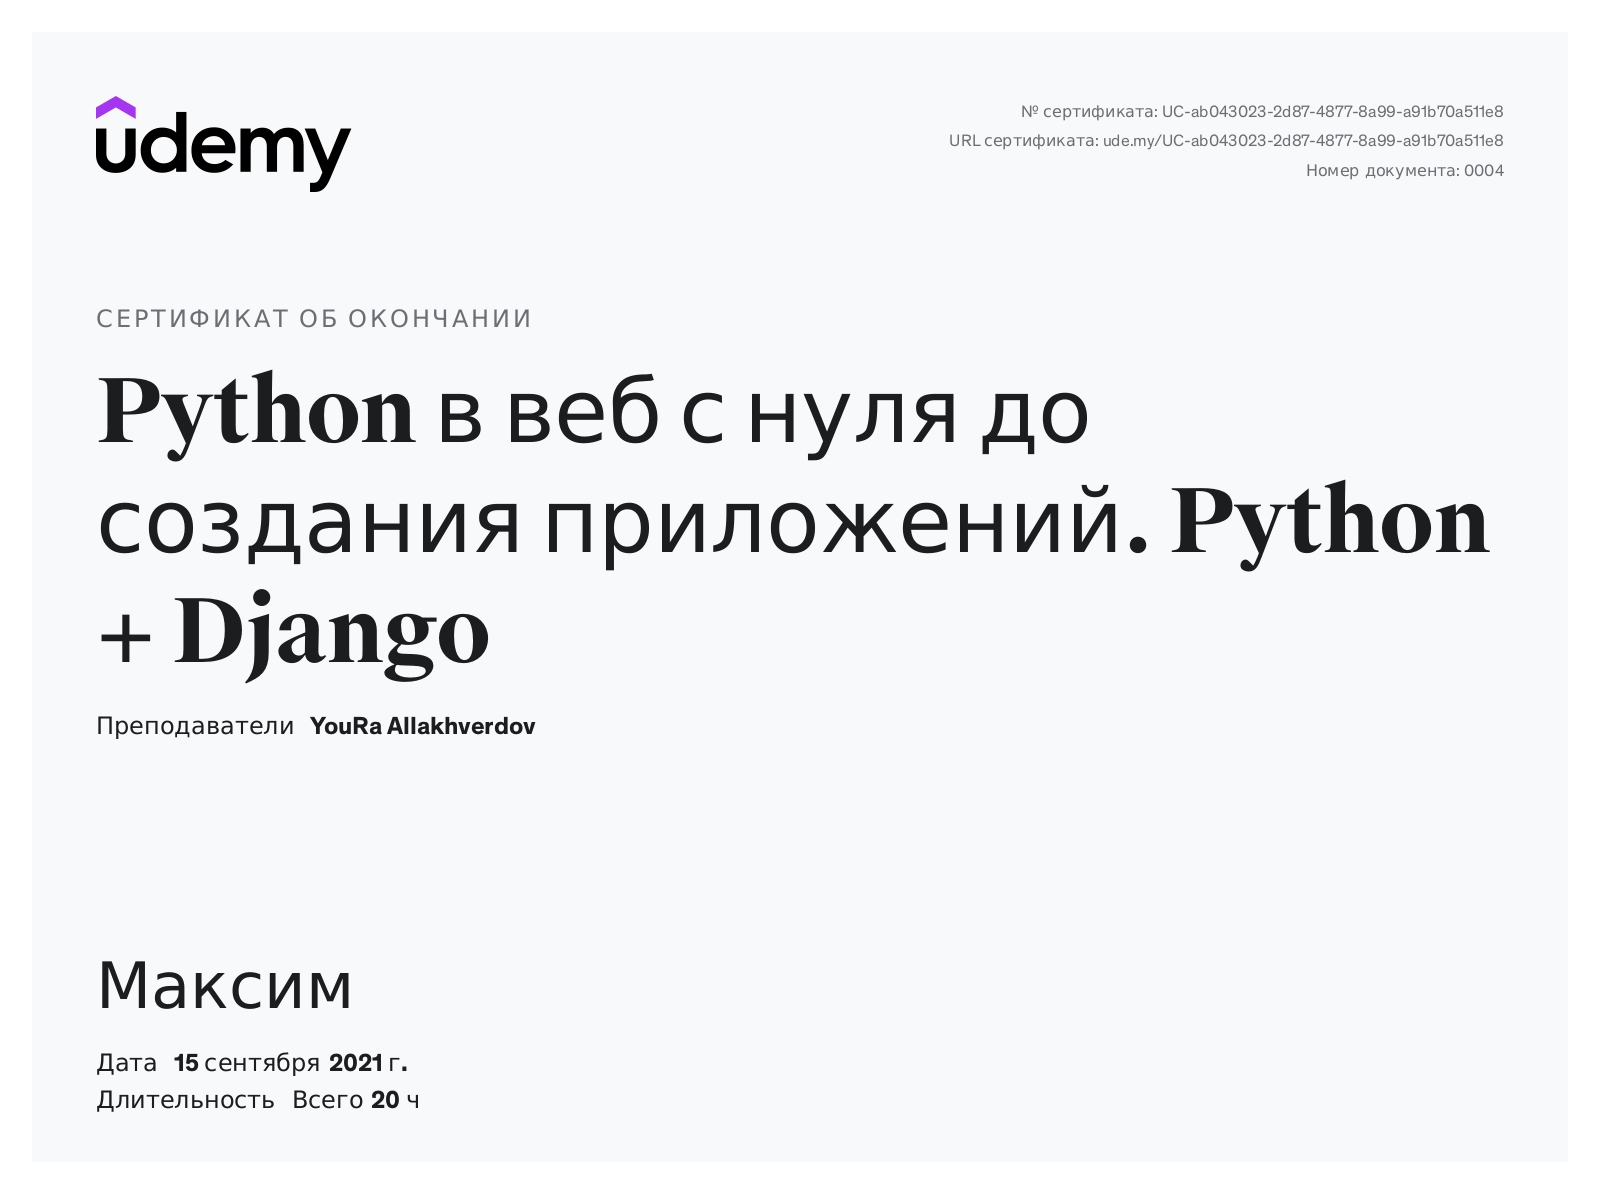 udemy
№ сертификата: UC-ab043023-2d87-4877-8a99-a91b70a511e8
URL сертификата: ude.my/UC-ab043023-2d87-4877-8a99-a91b70a511e8
Номер документа: 0004
СЕРТИФИКАТ ОБ ОКОНЧАНИИ
Python в веб с нуля до
создания приложений. Python
+ Django
Преподаватели YouRa Allakhverdov
Максим
Дата 15 сентября 2021 г.
Длительность Всего 20 ч